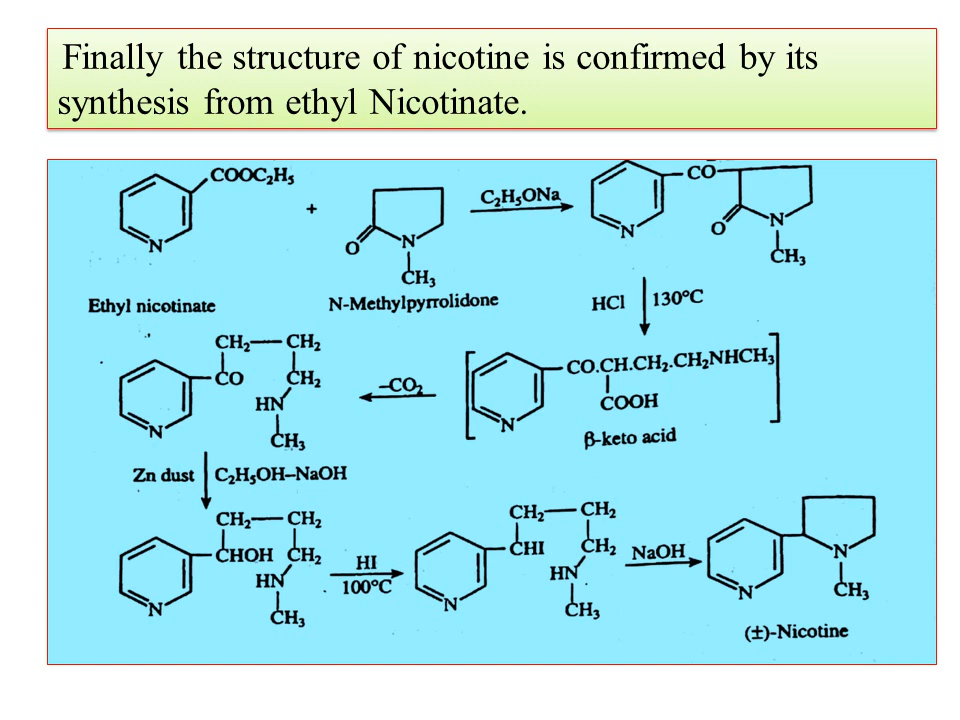 Finally the structure of nicotine is confirmed by its
synthesis from ethyl Nicotinate.
COOC₂H₅
N
+
O
N
CH₃
C₂H₅ONa
N
CO
O
N
CH₃
Ethyl nicotinate
N-Methylpyrrolidone
HCl
130°C
CH₂ CH₂
CO CH₂
HN
CH₃
N
–CO₂
CO.CH.CH₂.CH₂NHCH₃
COOH
N
β-keto acid
Zn dust
C₂H₅OH–NaOH
CH₂ CH₂
CHOH CH₂
HN
CH₃
N
HI
100°C
CH₂ CH₂
CHI CH₂
HN
CH₃
N
NaOH
N
N
CH₃
(±)-Nicotine